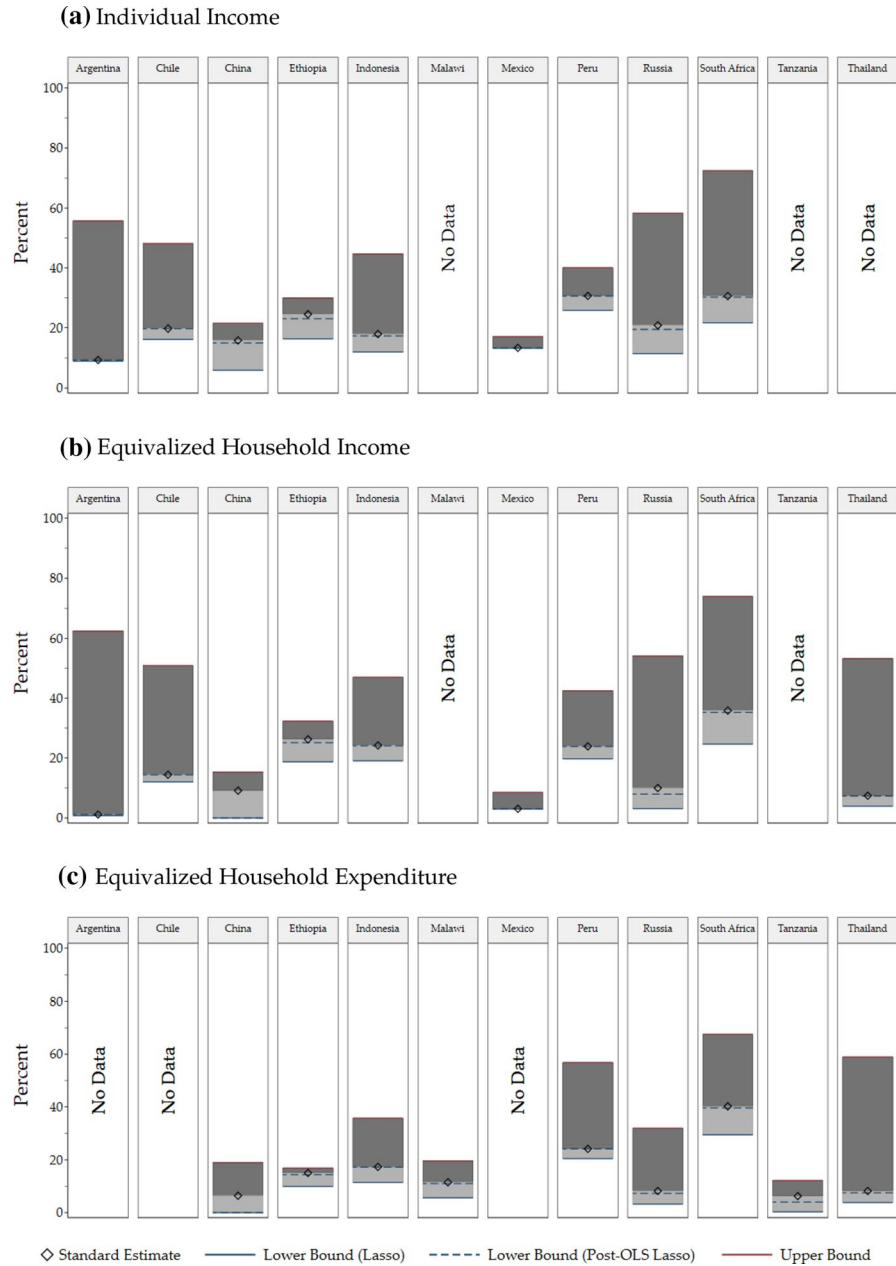 (a) Individual Income
Argentina Chile China Ethiopia Indonesia Malawi Mexico Peru Russia South Africa Tanzania Thailand
100
80
60
40
20
0
Percent
No Data
No Data
No Data
(b) Equivalized Household Income
Argentina Chile China Ethiopia Indonesia Malawi Mexico Peru Russia South Africa Tanzania Thailand
100
80
60
40
20
0
Percent
No Data
No Data
(c) Equivalized Household Expenditure
Argentina Chile China Ethiopia Indonesia Malawi Mexico Peru Russia South Africa Tanzania Thailand
100
80
60
40
20
0
Percent
No Data
No Data
No Data
Standard Estimate Lower Bound (Lasso) Lower Bound (Post-OLS Lasso) Upper Bound